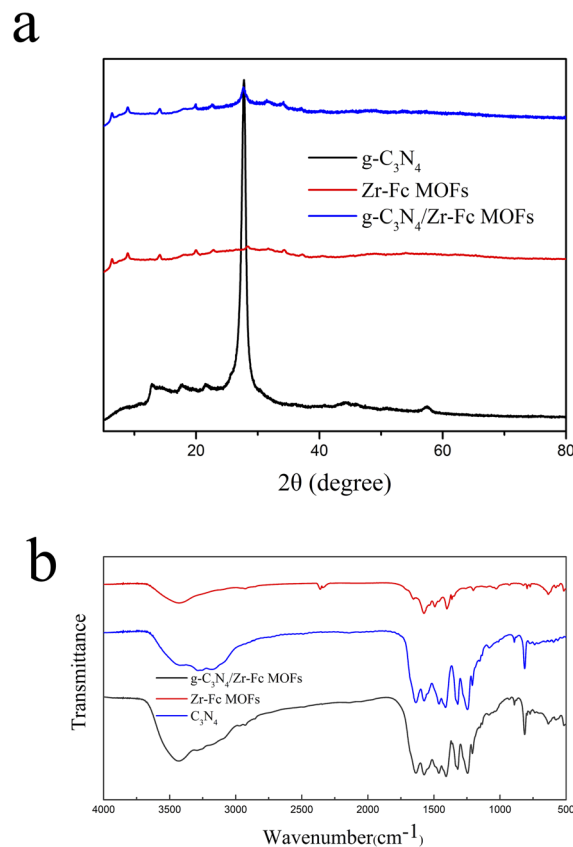 a
g-C₃N₄
Zr-Fc MOFs
g-C₃N₄/Zr-Fc MOFs
20 40 60 80
2θ (degree)
b
Transmittance
g-C₃N₄/Zr-Fc MOFs
Zr-Fc MOFs
C₃N₄
4000 3500 3000 2500 2000 1500 1000 500
Wavenumber(cm⁻¹)